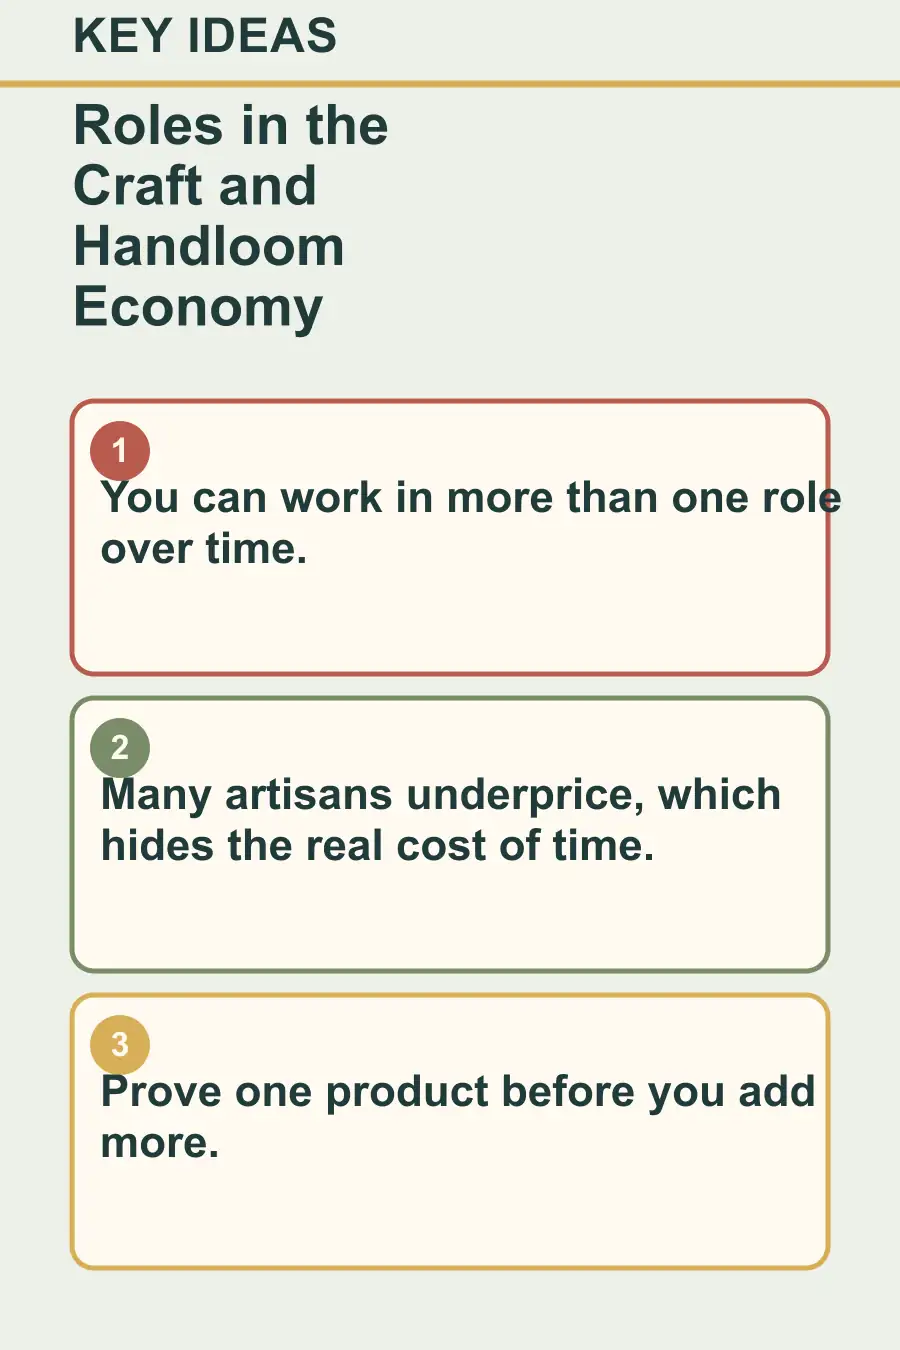 KEY IDEAS
Roles in the
Craft and
Handloom
Economy
1
You can work in more than one role
over time.
2
Many artisans underprice, which
hides the real cost of time.
3
Prove one product before you add
more.